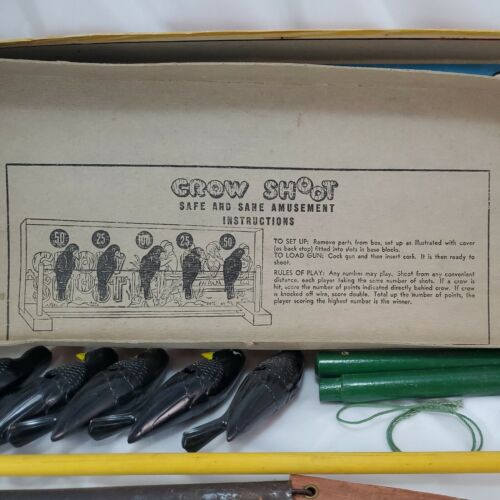 CROW SHOOT
SAFE AND SANE AMUSEMENT
INSTRUCTIONS
50 25 100 25 50
TO SET UP: Remove parts from box, set up as illustrated with cover
(as back stop) fitted into slots in base blocks.
TO LOAD GUN: Cock gun and then insert cork. It is then ready to
shoot.
RULES OF PLAY: Any number may play. Shoot from any convenient
distance, each player taking the same number of shots. If a crow is
hit, score the number of points indicated directly behind crow. If crow
is knocked off wire, score double. Total up the number of points, the
player scoring the highest number is the winner.